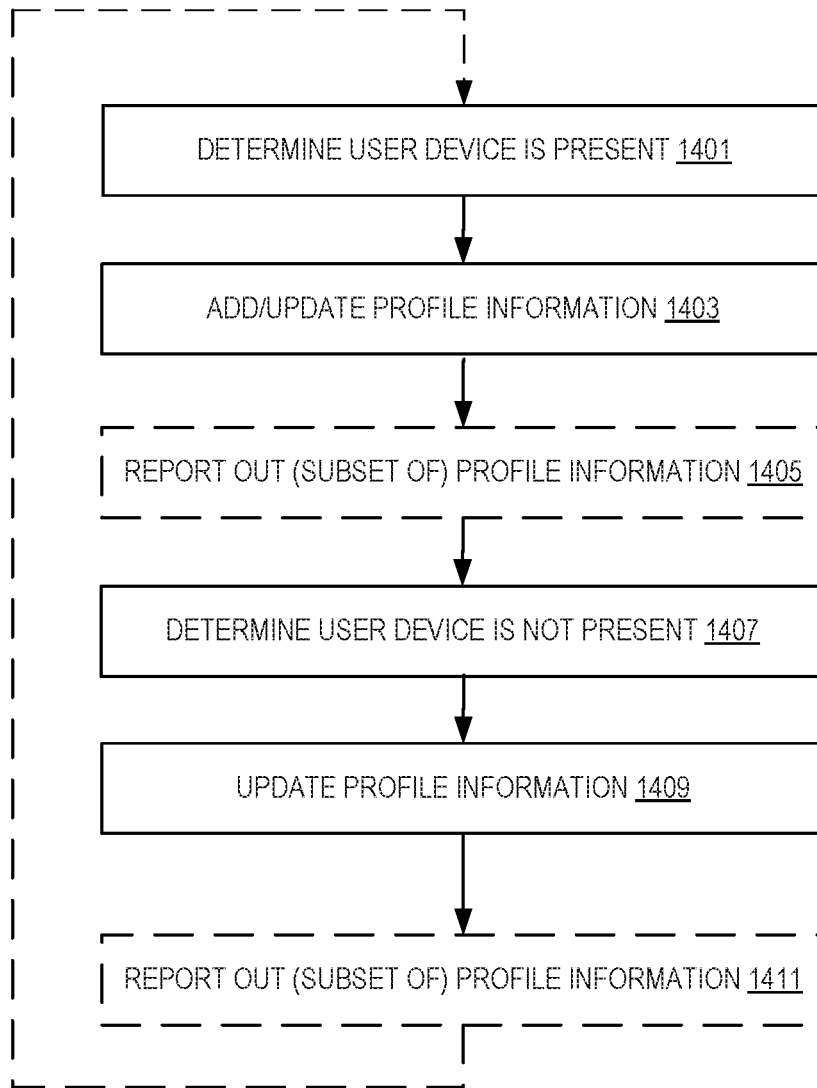 DETERMINE USER DEVICE IS PRESENT 1401
ADD/UPDATE PROFILE INFORMATION 1403
REPORT OUT (SUBSET OF) PROFILE INFORMATION 1405
DETERMINE USER DEVICE IS NOT PRESENT 1407
UPDATE PROFILE INFORMATION 1409
REPORT OUT (SUBSET OF) PROFILE INFORMATION 1411